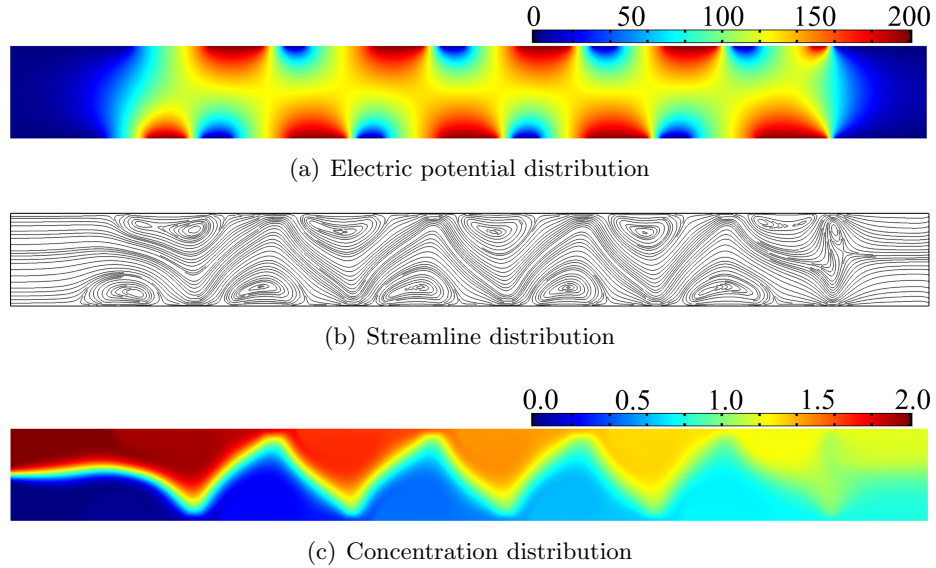 0 50 100 150 200
(a) Electric potential distribution
(b) Streamline distribution
0.0 0.5 1.0 1.5 2.0
(c) Concentration distribution